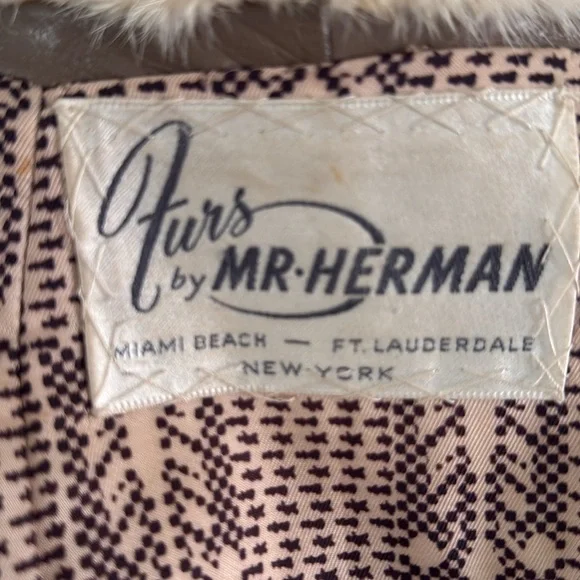 Furs
by MR·HERMAN
MIAMI BEACH — FT. LAUDERDALE
NEW-YORK